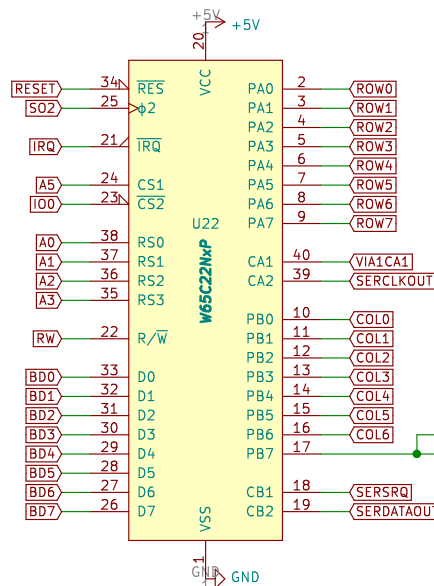 +5V
+5V
20
VCC
RESET 34 RES PA0 2 ROW0
SO2 25 ϕ2 PA1 3 ROW1
PA2 4 ROW2
IRQ 21 IRQ PA3 5 ROW3
PA4 6 ROW4
A5 24 CS1 PA5 7 ROW5
IO0 23 CS2 PA6 8 ROW6
PA7 9 ROW7
U22
W65C22NxP
A0 38 RS0
A1 37 RS1 CA1 40 VIA1CA1
A2 36 RS2 CA2 39 SERCLKOUT
A3 35 RS3
PB0 10 COL0
RW 22 R/W PB1 11 COL1
PB2 12 COL2
BD0 33 D0 PB3 13 COL3
BD1 32 D1 PB4 14 COL4
BD2 31 D2 PB5 15 COL5
BD3 30 D3 PB6 16 COL6
BD4 29 D4 PB7 17
BD5 28 D5
BD6 27 D6 CB1 18 SERSRQ
BD7 26 D7 CB2 19 SERDATAOUT
VSS
1
GND
GND